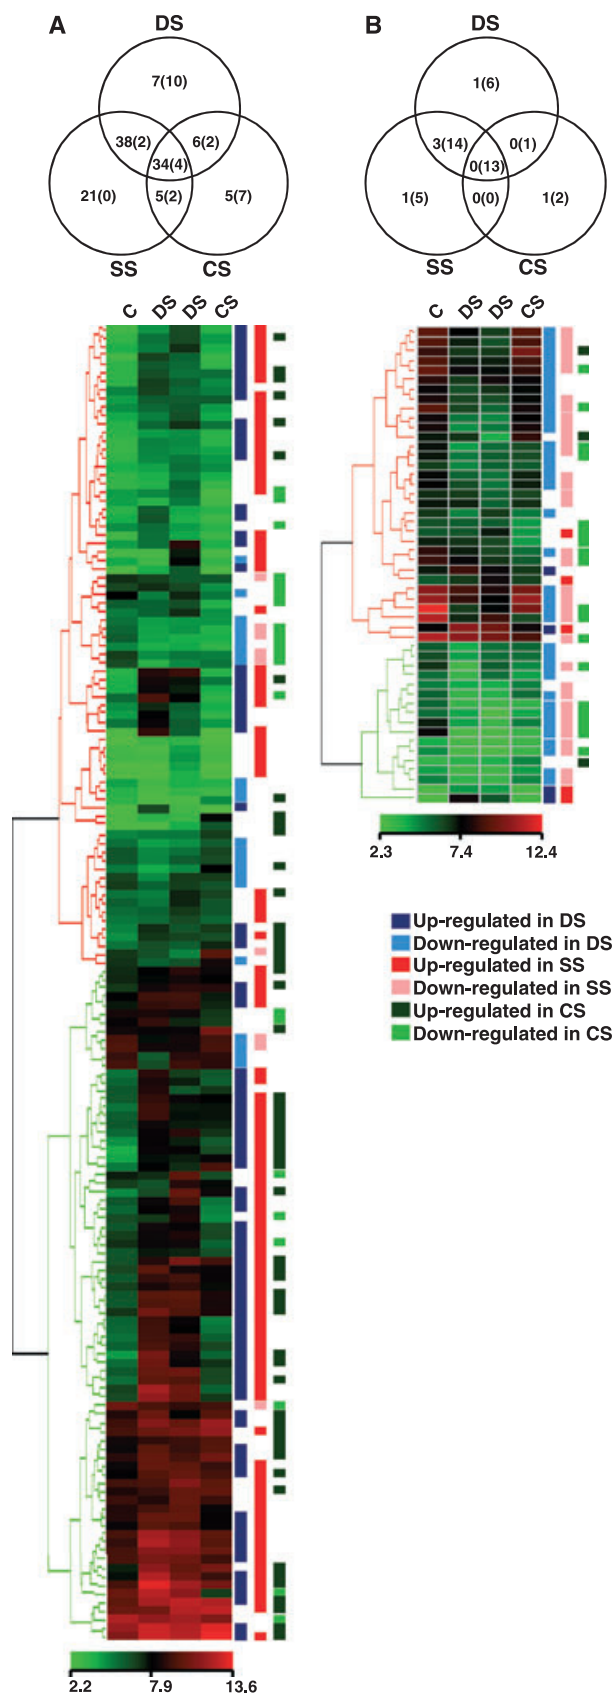 A
DS
7(10)
38(2)
6(2)
34(4)
21(0)
5(2)
5(7)
SS
CS
C
DS
DS
CS
2.2
7.9
13.6
B
DS
1(6)
3(14)
0(1)
0(13)
1(5)
0(0)
1(2)
SS
CS
C
DS
DS
CS
2.3
7.4
12.4
Up-regulated in DS
Down-regulated in DS
Up-regulated in SS
Down-regulated in SS
Up-regulated in CS
Down-regulated in CS